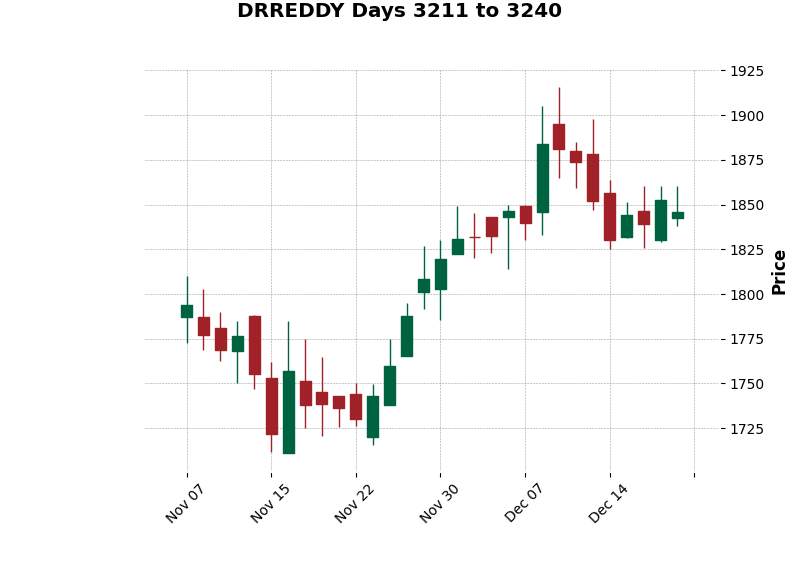 DRREDDY Days 3211 to 3240
1925
1900
1875
1850
1825
1800
1775
1750
1725
Price
Nov 07
Nov 15
Nov 22
Nov 30
Dec 07
Dec 14